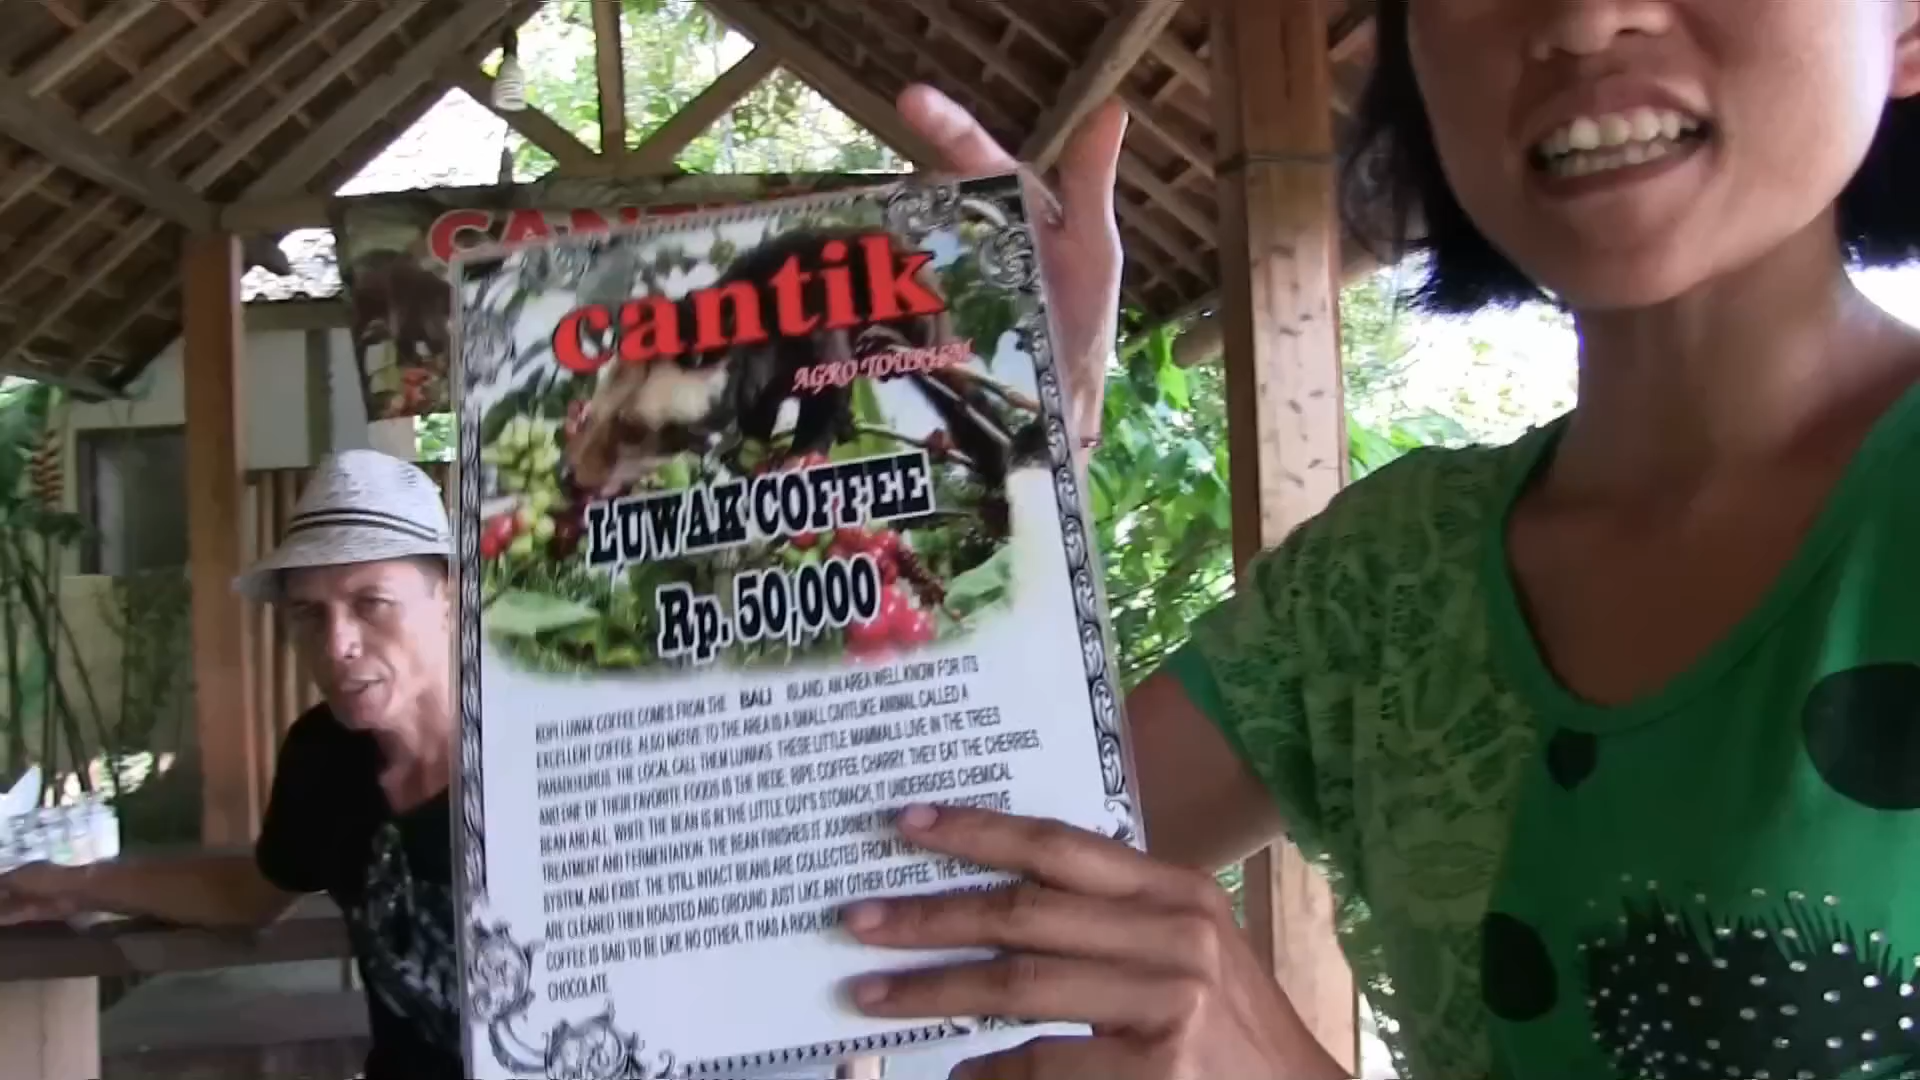 CAN
cantik
AGRO TOURISM
LUWAK COFFEE
Rp. 50,000
KOPI LUWAK COFFEE COMES FROM THE BALI ISLAND, AN AREA WELL KNOW FOR ITS
EXCELLENT COFFEE. ALSO NATIVE TO THE AREA IS A SMALL CIVITLIKE ANIMAL CALLED A
PARADOXURUS. THE LOCAL CALL THEM LUWAKS. THESE LITTLE MAMMALS LIVE IN THE TREES
AND ONE OF THEIR FAVORITE FOODS IS THE REDE, RIPE COFFEE CHARRY. THEY EAT THE CHERRIES,
BEAN AND ALL. WHITE THE BEAN IS IN THE LITTLE GUY'S STOMACH, IT UNDERGOES CHEMICAL
TREATMENT AND FERMENTATION. THE BEAN FINISHES IT JOURNEY DIGESTIVE
SYSTEM, AND EXIST. THE STILL INTACT BEANS ARE COLLECTED FROM THE
ARE CLEANED THEN ROASTED AND GROUND JUST LIKE ANY OTHER COFFEE. THE
COFFEE IS SAID TO BE LIKE NO OTHER. IT HAS A RICH,
CHOCOLATE